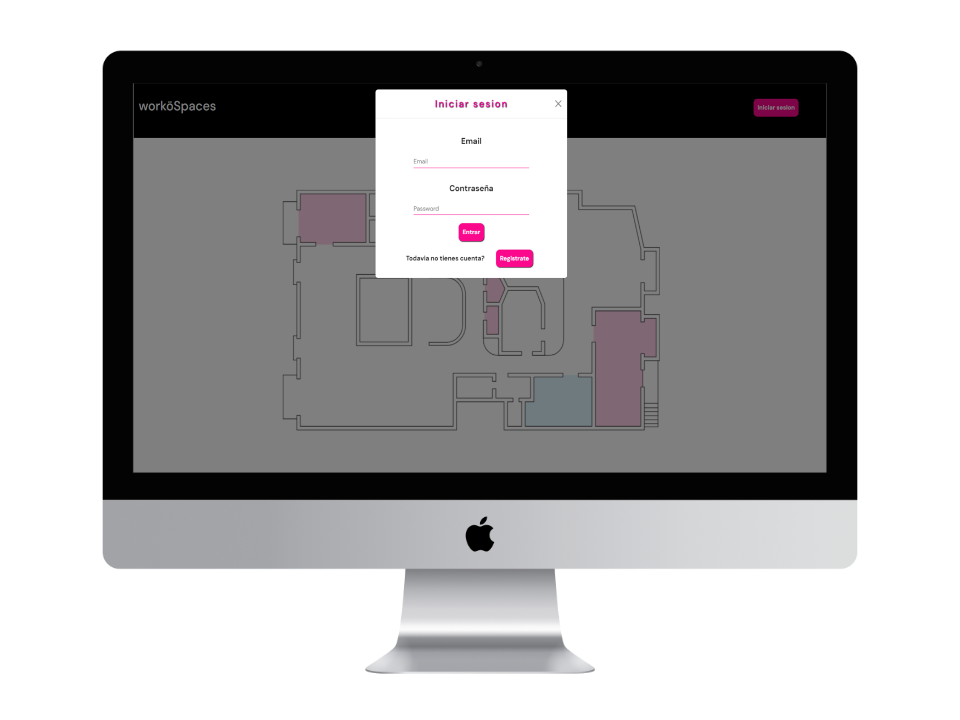 workōSpaces
Iniciar sesion
Iniciar sesion
Email
Email
Contraseña
Password
Entrar
Todavia no tienes cuenta? Registrate